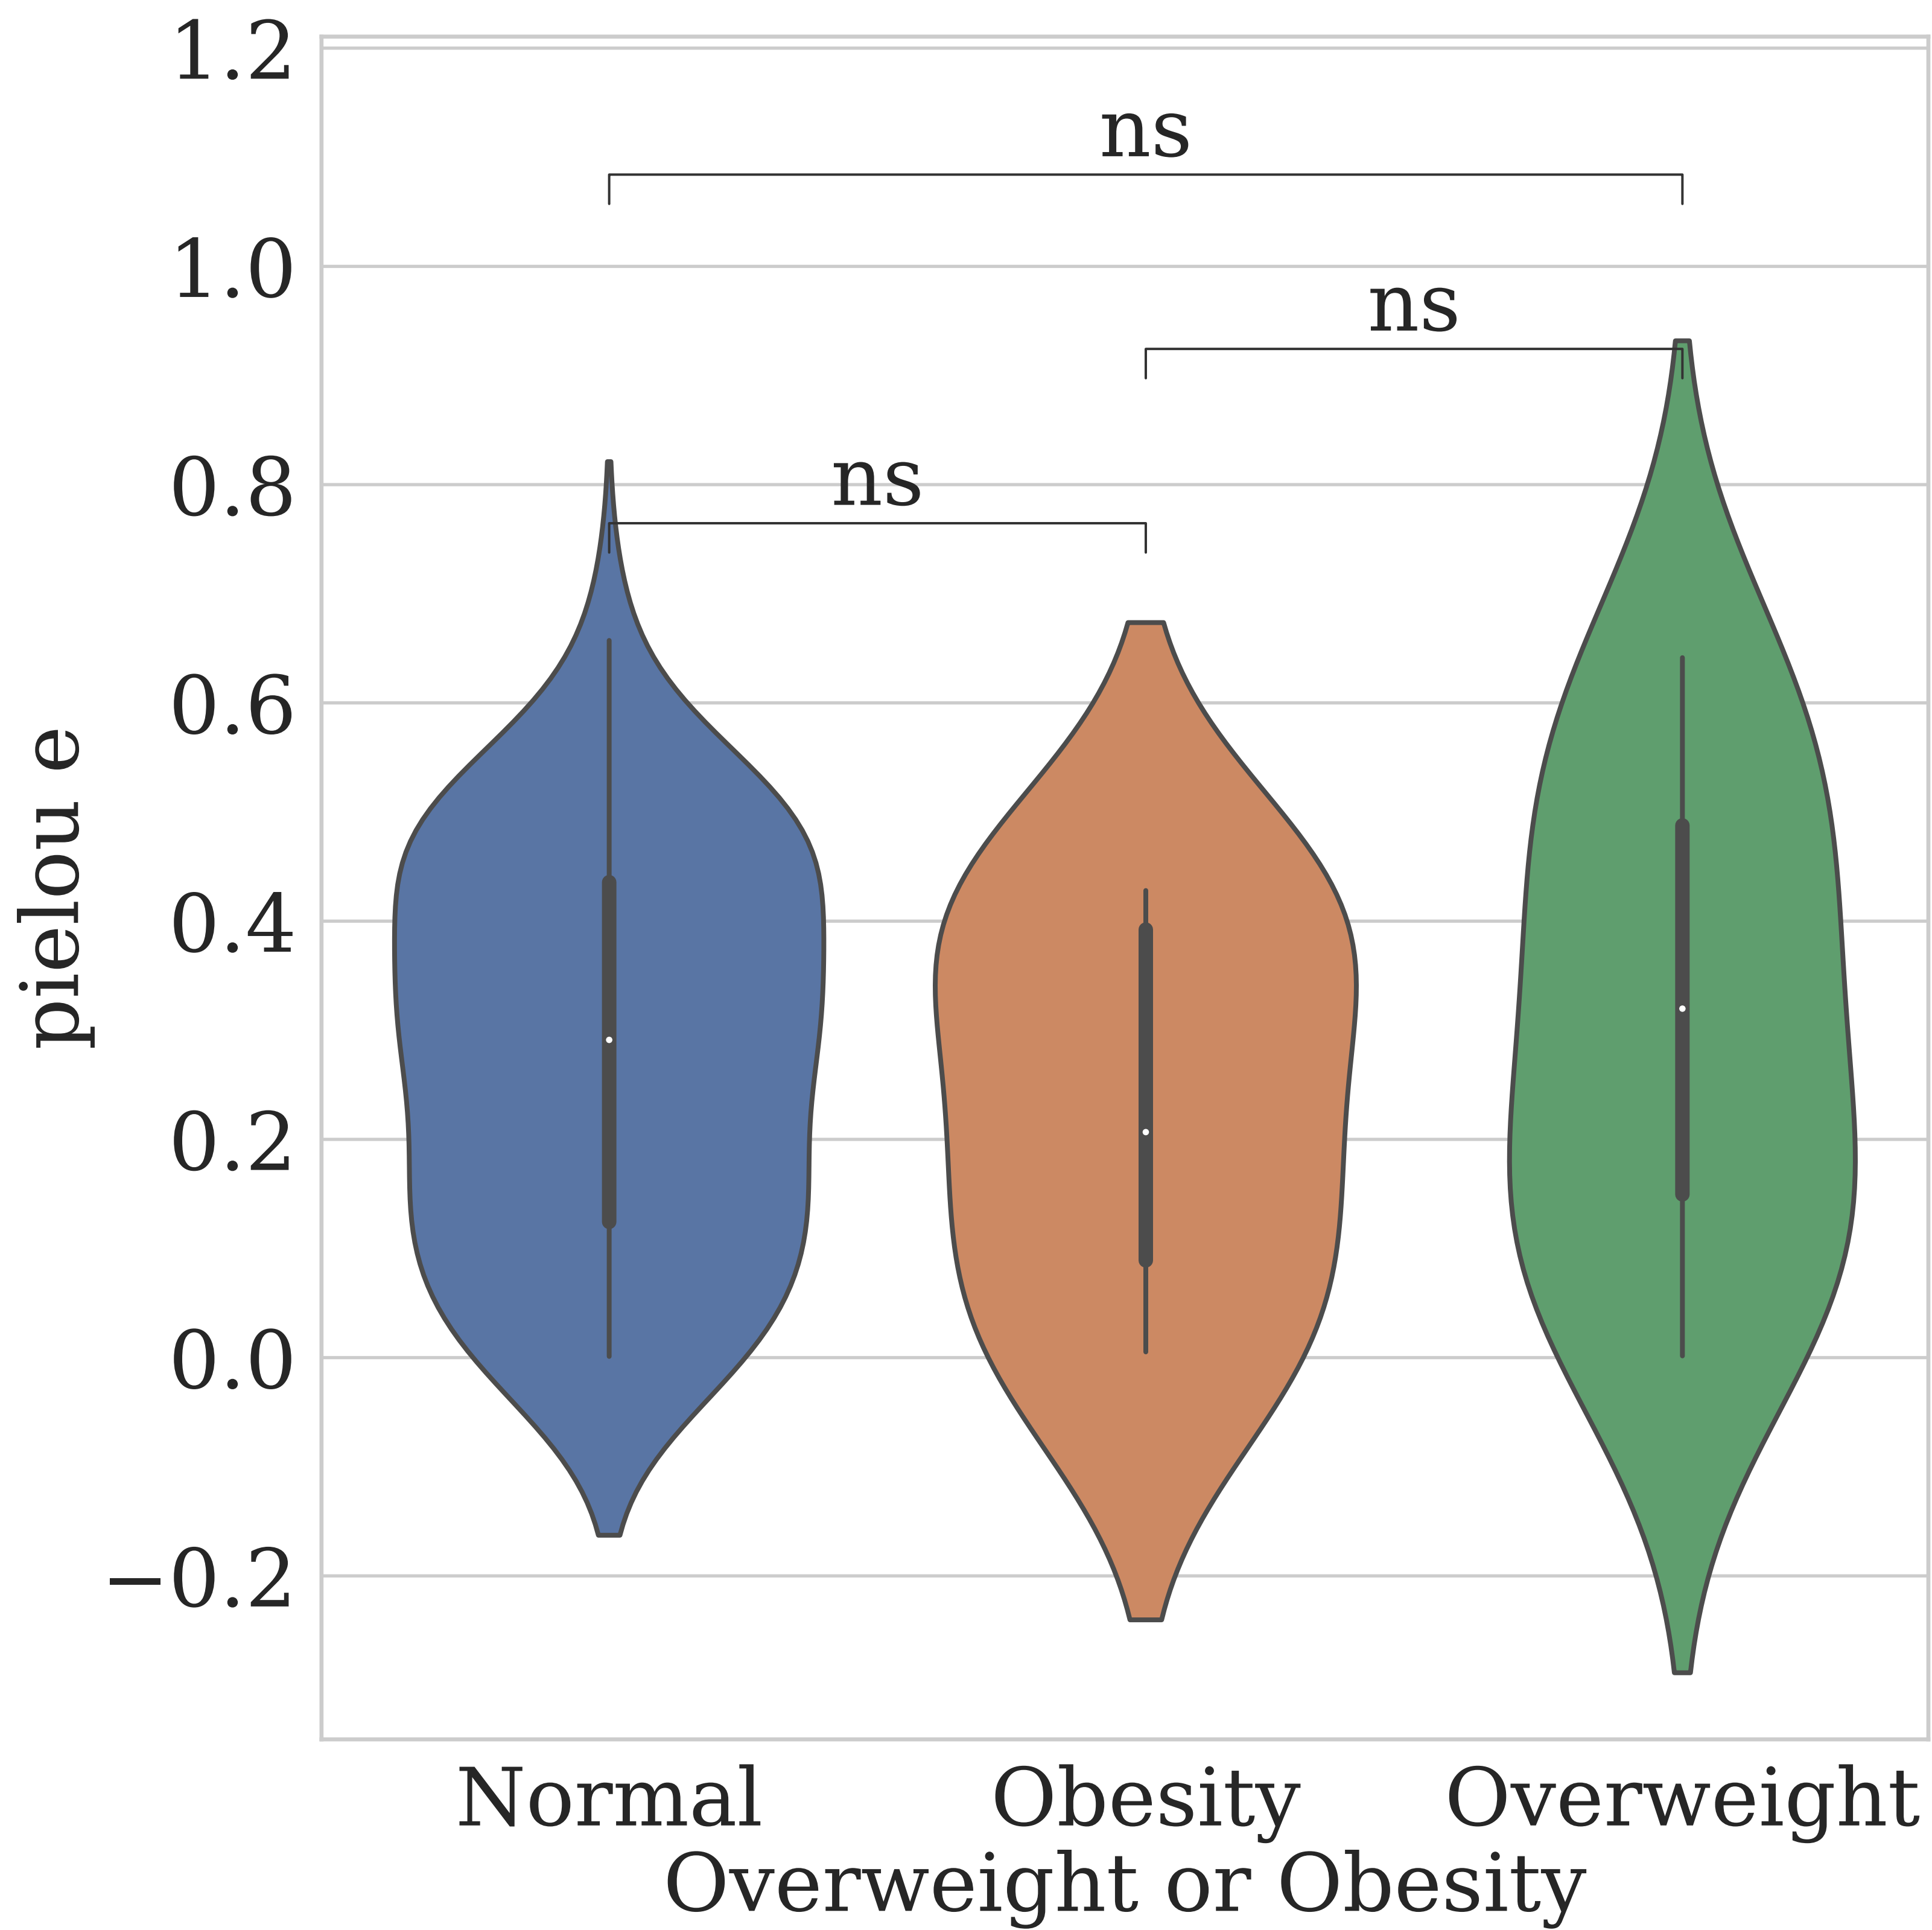 1.2
ns
1.0
ns
0.8
ns
0.6
pielou e
0.4
0.2
0.0
−0.2
Normal Obesity Overweight
Overweight or Obesity